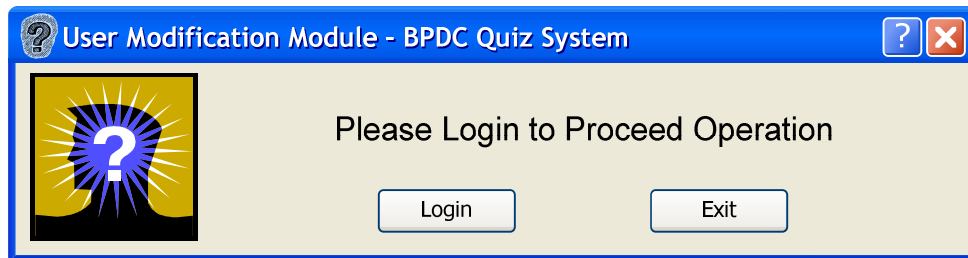 User Modification Module - BPDC Quiz System
?
?
Please Login to Proceed Operation
Login Exit